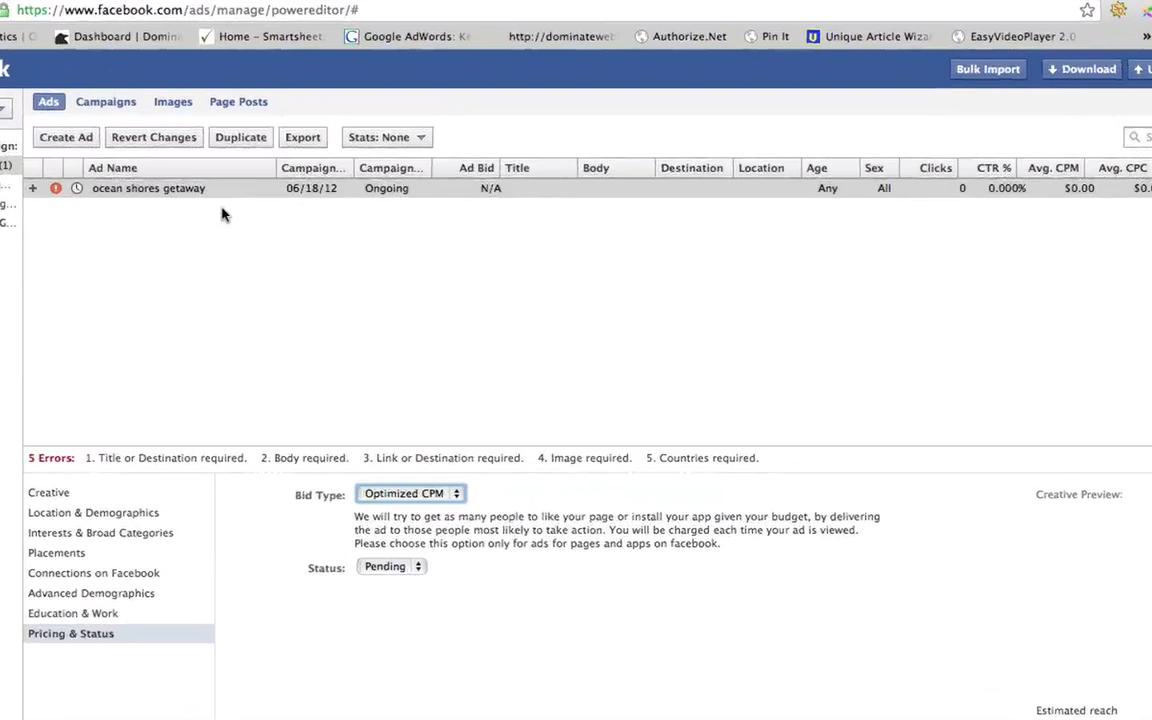 https://www.facebook.com/ads/manage/powereditor/#
tics Dashboard | Domin Home – Smartsheet Google AdWords: Ke http://dominateweb Authorize.Net Pin It Unique Article Wiza EasyVideoPlayer 2.0 »
k Bulk Import Download
Ads Campaigns Images Page Posts
Create Ad Revert Changes Duplicate Export Stats: None
ign:
(1) Ad Name Campaign... Campaign... Ad Bid Title Body Destination Location Age Sex Clicks CTR % Avg. CPM Avg. CPC
+ ocean shores getaway 06/18/12 Ongoing N/A Any All 0 0.000% $0.00 $0.
g...
G...
5 Errors: 1. Title or Destination required. 2. Body required. 3. Link or Destination required. 4. Image required. 5. Countries required.
Creative
Location & Demographics
Interests & Broad Categories
Placements
Connections on Facebook
Advanced Demographics
Education & Work
Pricing & Status
Bid Type: Optimized CPM
We will try to get as many people to like your page or install your app given your budget, by delivering
the ad to those people most likely to take action. You will be charged each time your ad is viewed.
Please choose this option only for ads for pages and apps on facebook.
Status: Pending
Creative Preview:
Estimated reach